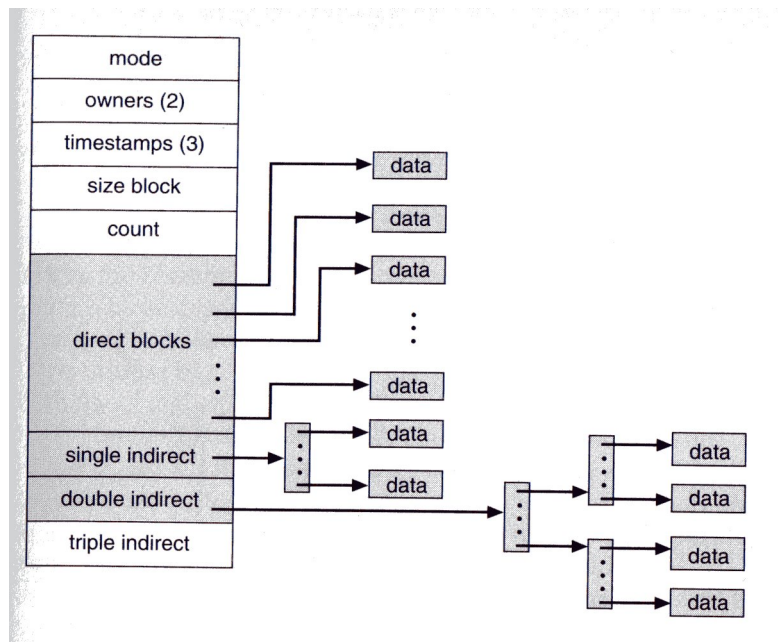 mode
owners (2)
timestamps (3)
size block
count
direct blocks
single indirect
double indirect
triple indirect
data
data
data
data
data
data
data
data
data
data